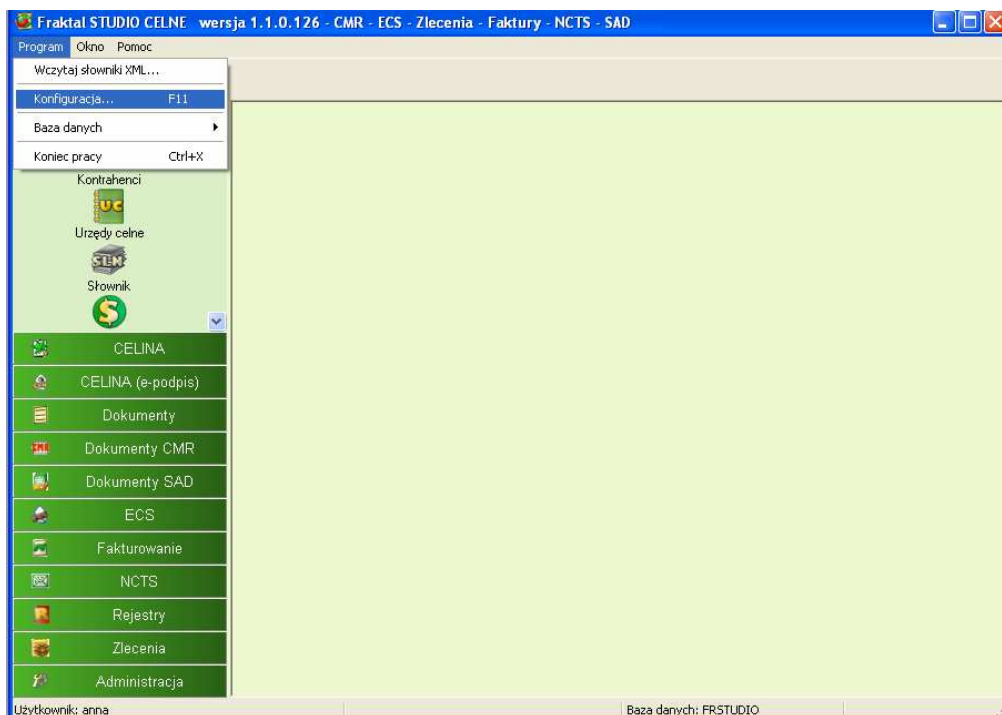 Fraktal STUDIO CELNE wersja 1.1.0.126 - CMR - ECS - Zlecenia - Faktury - NCTS - SAD
Program Okno Pomoc
Wczytaj słowniki XML...
Konfiguracja... F11
Baza danych
Koniec pracy Ctrl+X
Kontrahenci
UC
Urzędy celne
SLN
Słownik
$
CELINA
CELINA (e-podpis)
Dokumenty
Dokumenty CMR
Dokumenty SAD
ECS
Fakturowanie
NCTS
Rejestry
Zlecenia
Administracja
Użytkownik: anna Baza danych: FRSTUDIO